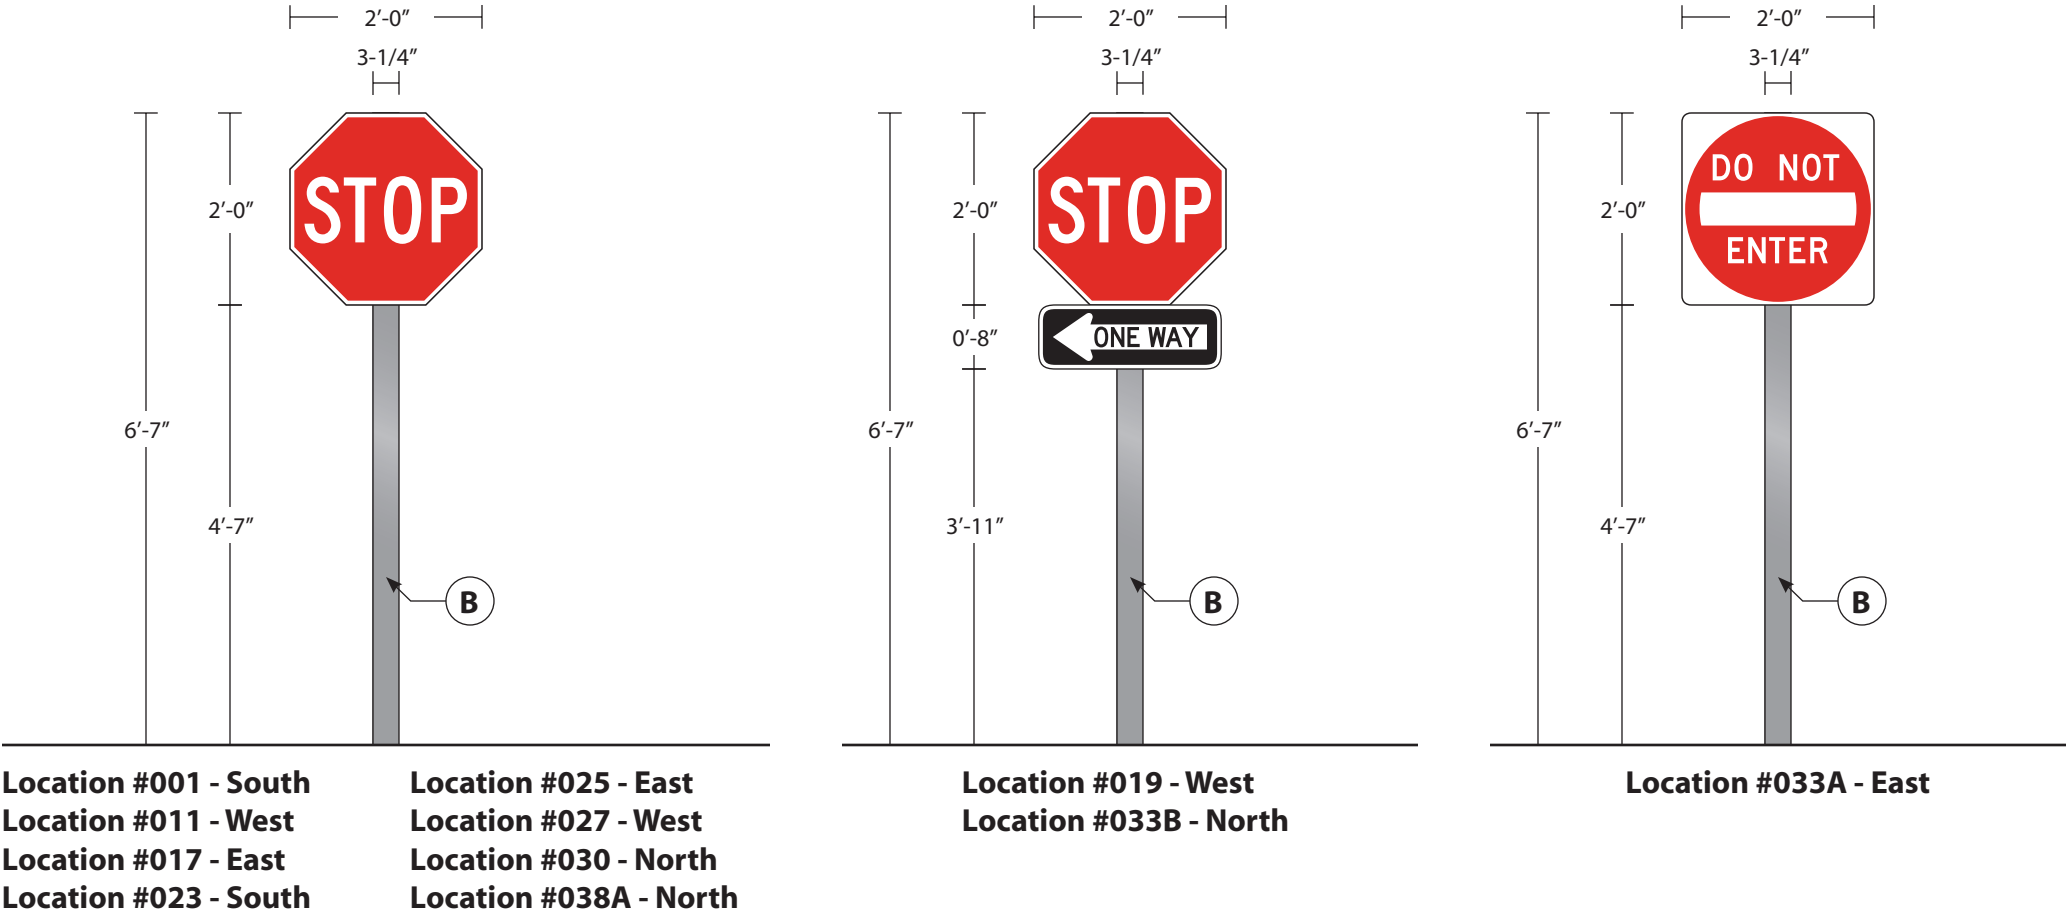 2’-0”
3-1/4”
STOP
2’-0”
6’-7”
4’-7”
B
Location #001 - South
Location #011 - West
Location #017 - East
Location #023 - South
Location #025 - East
Location #027 - West
Location #030 - North
Location #038A - North
2’-0”
3-1/4”
STOP
2’-0”
ONE WAY
0’-8”
6’-7”
3’-11”
B
Location #019 - West
Location #033B - North
2’-0”
3-1/4”
DO NOT
ENTER
2’-0”
6’-7”
4’-7”
B
Location #033A - East